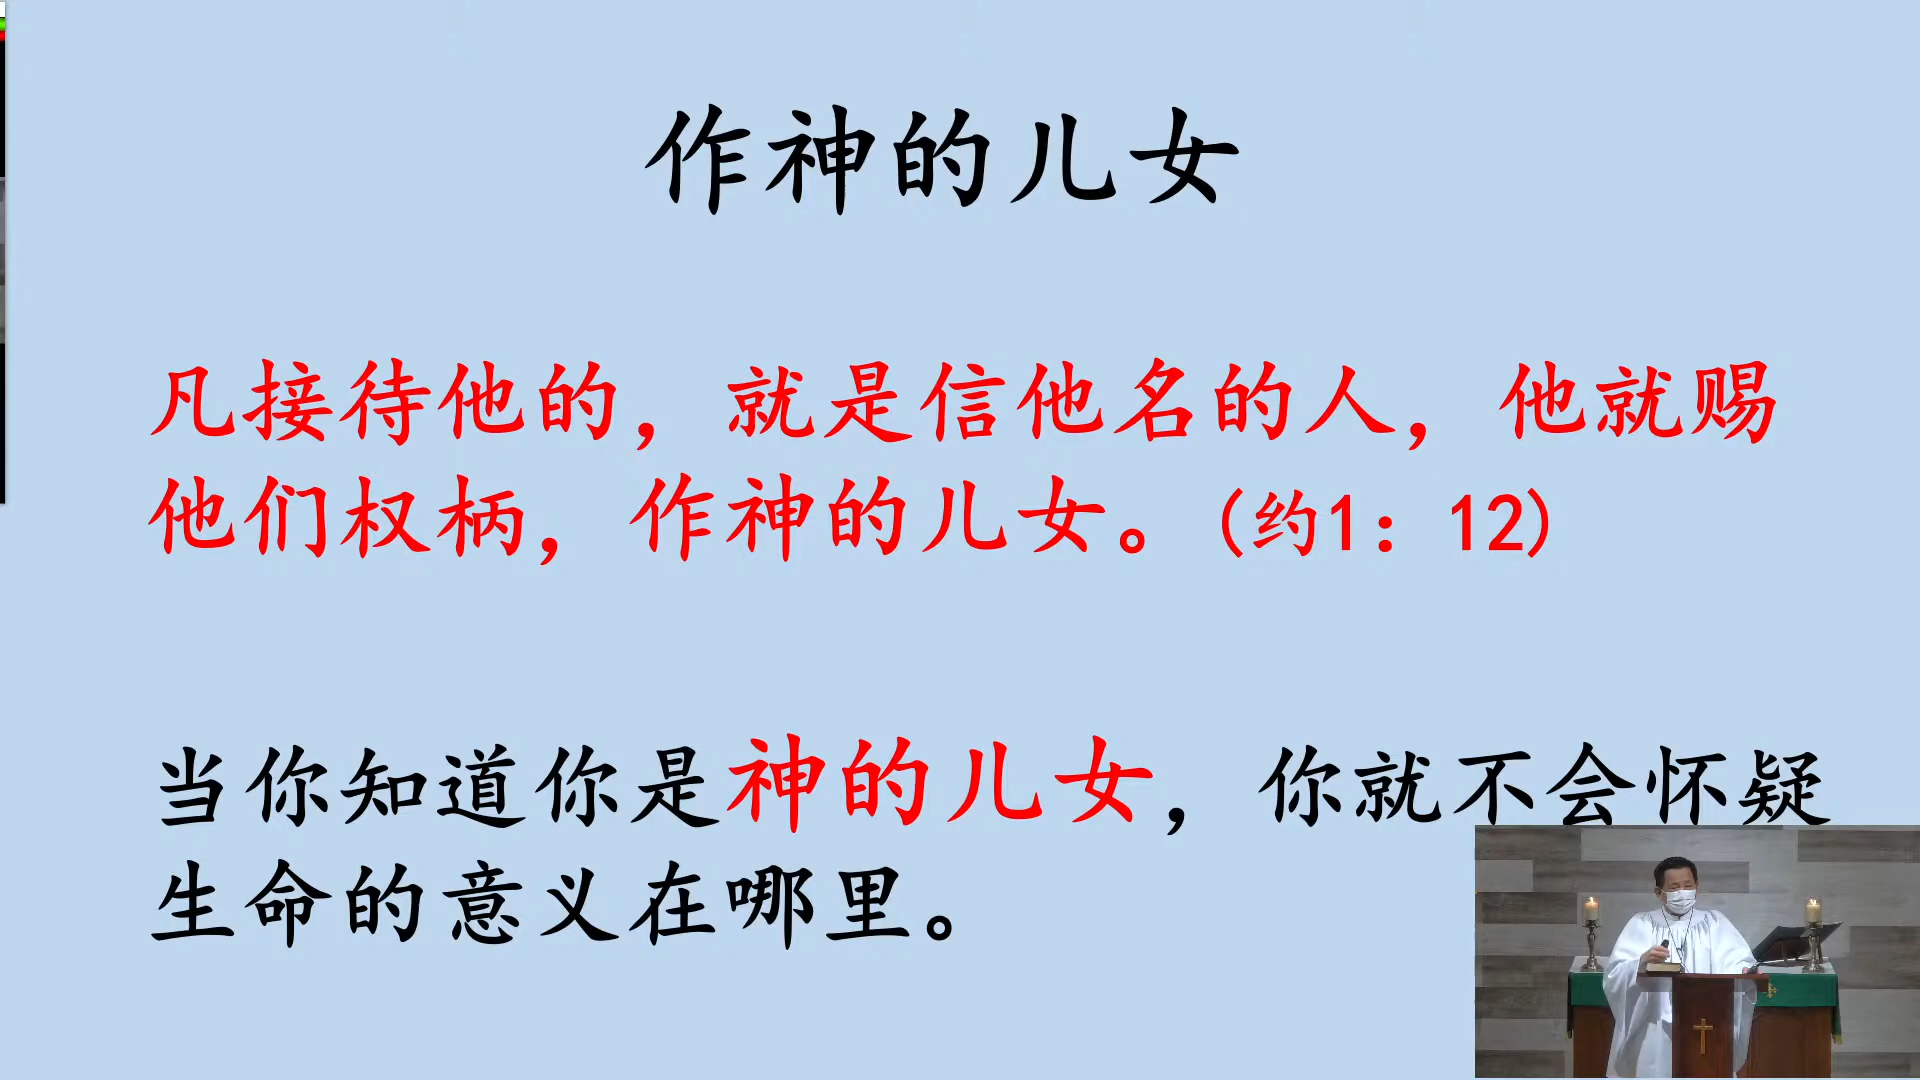 作神的儿女
凡接待他的，就是信他名的人，他就赐
他们权柄，作神的儿女。(约1：12)
当你知道你是神的儿女，你就不会怀疑
生命的意义在哪里。